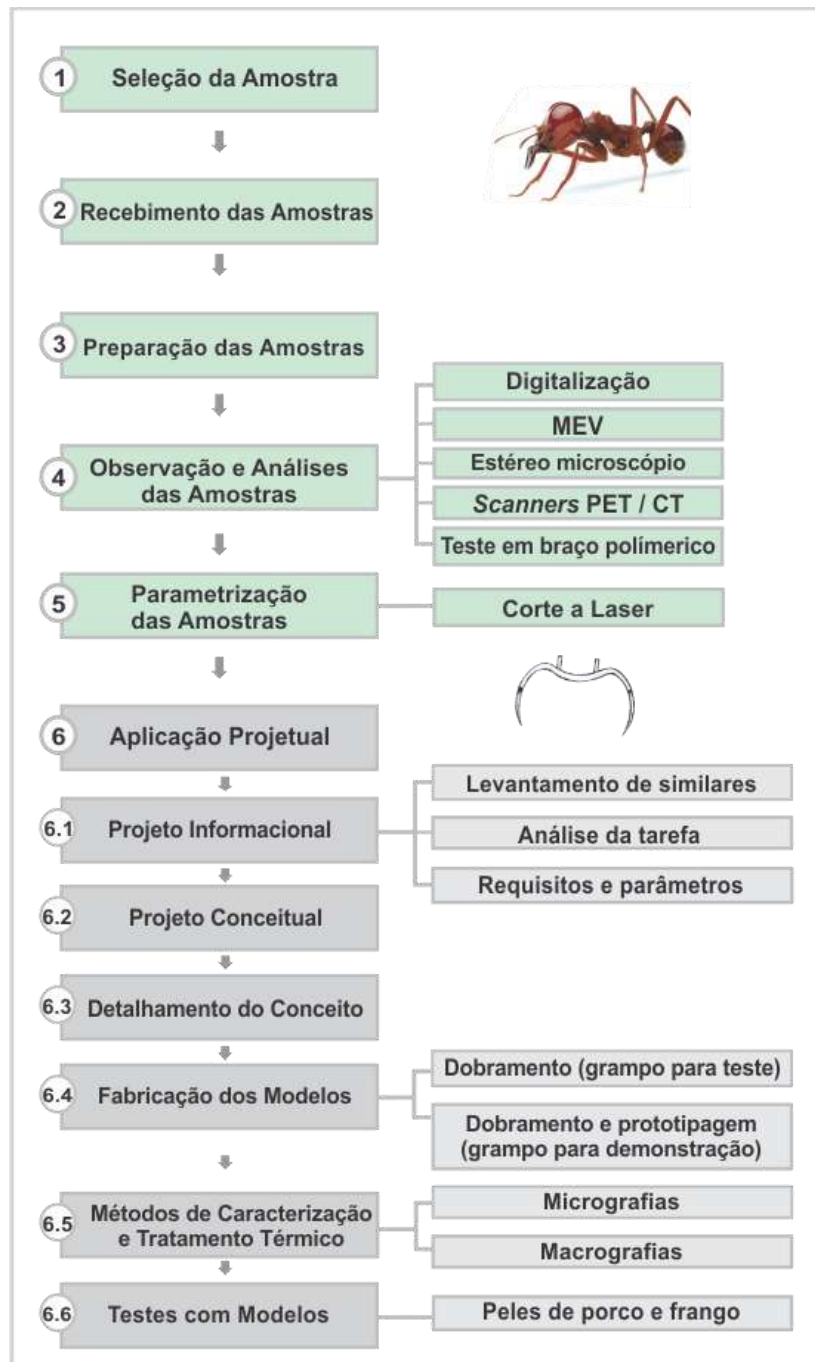 1
Seleção da Amostra
2
Recebimento das Amostras
3
Preparação das Amostras
4
Observação e Análises
das Amostras
Digitalização
MEV
Estéreo microscópio
Scanners PET / CT
Teste em braço polímerico
5
Parametrização
das Amostras
Corte a Laser
6
Aplicação Projetual
6.1
Projeto Informacional
Levantamento de similares
Análise da tarefa
Requisitos e parâmetros
6.2
Projeto Conceitual
6.3
Detalhamento do Conceito
6.4
Fabricação dos Modelos
Dobramento (grampo para teste)
Dobramento e prototipagem
(grampo para demonstração)
6.5
Métodos de Caracterização
e Tratamento Térmico
Micrografias
Macrografias
6.6
Testes com Modelos
Peles de porco e frango